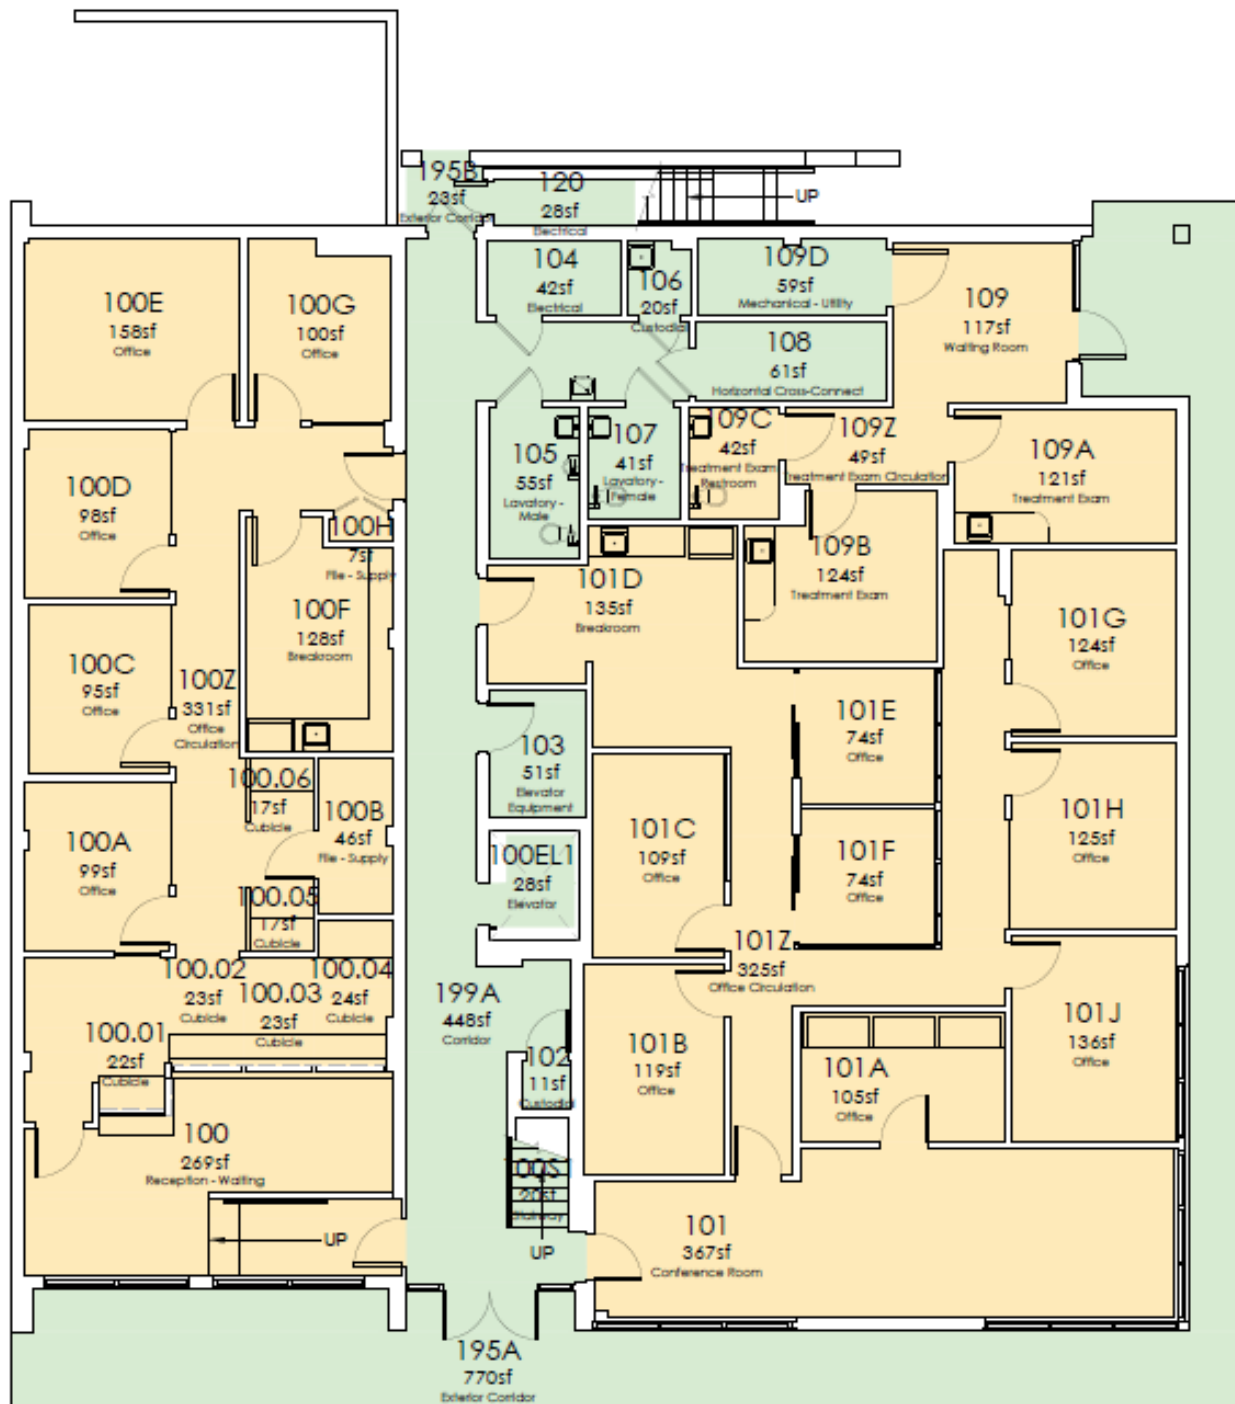 195B
23sf
Exterior Corridor
120
28sf
Electrical
UP
100E
158sf
Office
100G
100sf
Office
104
42sf
Electrical
106
20sf
Custodial
109D
59sf
Mechanical - Utility
109
117sf
Waiting Room
108
61sf
Horizontal Cross-Connect
100D
98sf
Office
100H
7sf
File - Supply
105
55sf
Lavatory -
Male
107
41sf
Lavatory -
Female
109C
42sf
Treatment Exam
Restroom
109Z
49sf
Treatment Exam Circulation
109A
121sf
Treatment Exam
109B
124sf
Treatment Exam
100F
128sf
Breakroom
101D
135sf
Breakroom
101G
124sf
Office
100C
95sf
Office
100Z
331sf
Office
Circulation
101E
74sf
Office
103
51sf
Elevator
Equipment
101H
125sf
Office
100.06
17sf
Cubicle
100B
46sf
File - Supply
100A
99sf
Office
101C
109sf
Office
101F
74sf
Office
100EL1
28sf
Elevator
100.05
17sf
Cubicle
101Z
325sf
Office Circulation
100.02
23sf
Cubicle
100.03
23sf
Cubicle
100.04
24sf
Cubicle
199A
448sf
Corridor
100.01
22sf
Cubicle
101J
136sf
Office
101B
119sf
Office
102
11sf
Custodial
101A
105sf
Office
100
269sf
Reception - Waiting
100S1
20sf
Stairway
UP
UP
101
367sf
Conference Room
195A
770sf
Exterior Corridor